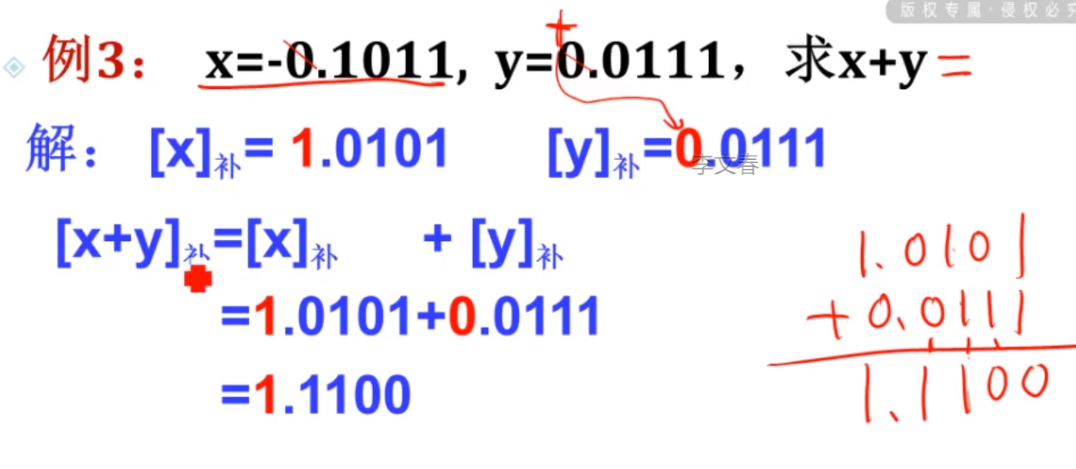 版权专属·侵权必究
例3： x=-0.1011, y=0.0111，求x+y =
+
解： [x]补= 1.0101 [y]补=0.0111
李文春
[x+y]补=[x]补 + [y]补
=1.0101+0.0111
=1.1100
1.0101
+ 0.0111
1.1100